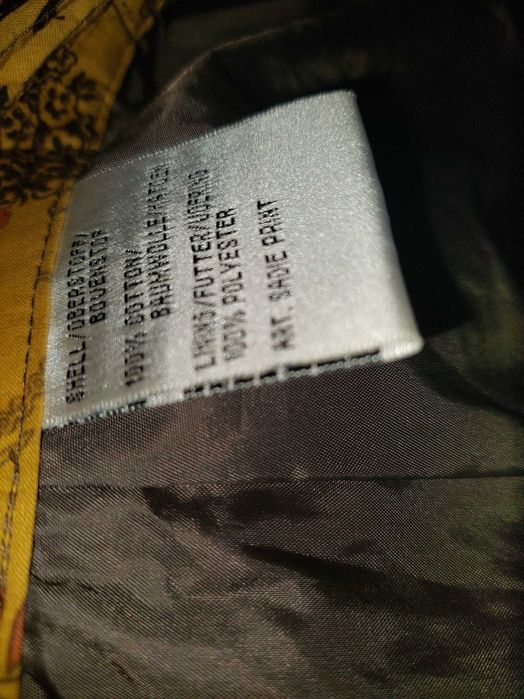 SHELL/OBERSTOFF/
BOVENSTOF
100% COTTON/
BAUMWOLLE/KATOEN
LINING/FUTTER/VOERING
100% POLYESTER
ART. SADIE PRINT